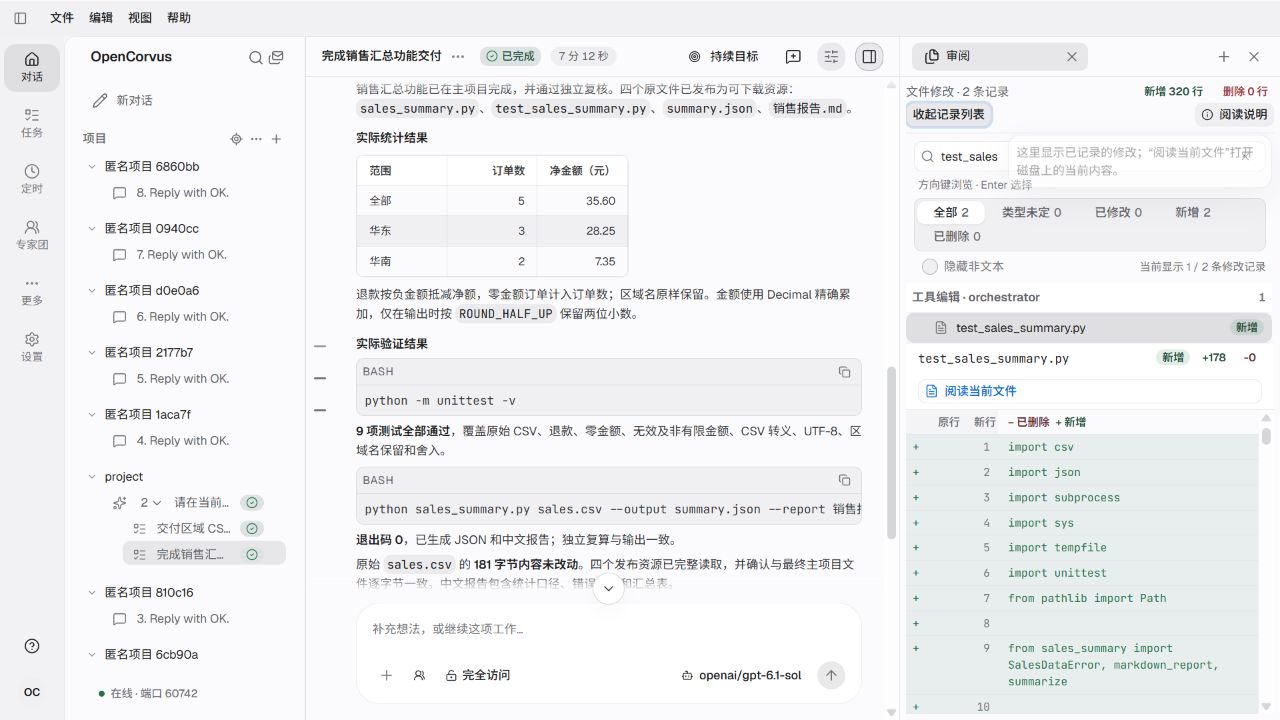 文件 编辑 视图 帮助
对话
任务
定时
专家团
更多
设置
OC
OpenCorvus
新对话
项目
匿名项目 6860bb
8. Reply with OK.
匿名项目 0940cc
7. Reply with OK.
匿名项目 d0e0a6
6. Reply with OK.
匿名项目 2177b7
5. Reply with OK.
匿名项目 1aca7f
4. Reply with OK.
project
2 请在当前...
交付区域 CS...
完成销售汇...
匿名项目 810c16
3. Reply with OK.
匿名项目 6cb90a
在线 · 端口 60742
完成销售汇总功能交付 ··· 已完成 7 分 12 秒 持续目标
销售汇总功能已在主项目完成，并通过独立复核。四个原文件已发布为可下载资源：
sales_summary.py、test_sales_summary.py、summary.json、销售报告.md。
实际统计结果
范围 订单数 净金额（元）
全部 5 35.60
华东 3 28.25
华南 2 7.35
退款按负金额抵减净额，零金额订单计入订单数；区域名原样保留。金额使用 Decimal 精确累
加，仅在输出时按 ROUND_HALF_UP 保留两位小数。
实际验证结果
BASH
python -m unittest -v
9 项测试全部通过，覆盖原始 CSV、退款、零金额、无效及非有限金额、CSV 转义、UTF-8、区
域名保留和舍入。
BASH
python sales_summary.py sales.csv --output summary.json --report 销售
退出码 0，已生成 JSON 和中文报告；独立复算与输出一致。
原始 sales.csv 的 181 字节内容未改动。四个发布资源已完整读取，并确认与最终主项目文
件逐字节一致。中文报告包含统计口径、错误 和汇总表。
补充想法，或继续这项工作...
完全访问 openai/gpt-6.1-sol
审阅
文件修改 · 2 条记录 新增 320 行 删除 0 行
收起记录列表 阅读说明
test_sales
这里显示已记录的修改；“阅读当前文件”打开
磁盘上的当前内容。
方向键浏览 · Enter 选择
全部 2 类型未定 0 已修改 0 新增 2
已删除 0
隐藏非文本 当前显示 1 / 2 条修改记录
工具编辑 · orchestrator 1
test_sales_summary.py 新增
test_sales_summary.py 新增 +178 -0
阅读当前文件
原行 新行 − 已删除 + 新增
+ 1 import csv
+ 2 import json
+ 3 import subprocess
+ 4 import sys
+ 5 import tempfile
+ 6 import unittest
+ 7 from pathlib import Path
+ 8
+ 9 from sales_summary import
SalesDataError, markdown_report,
summarize
+ 10